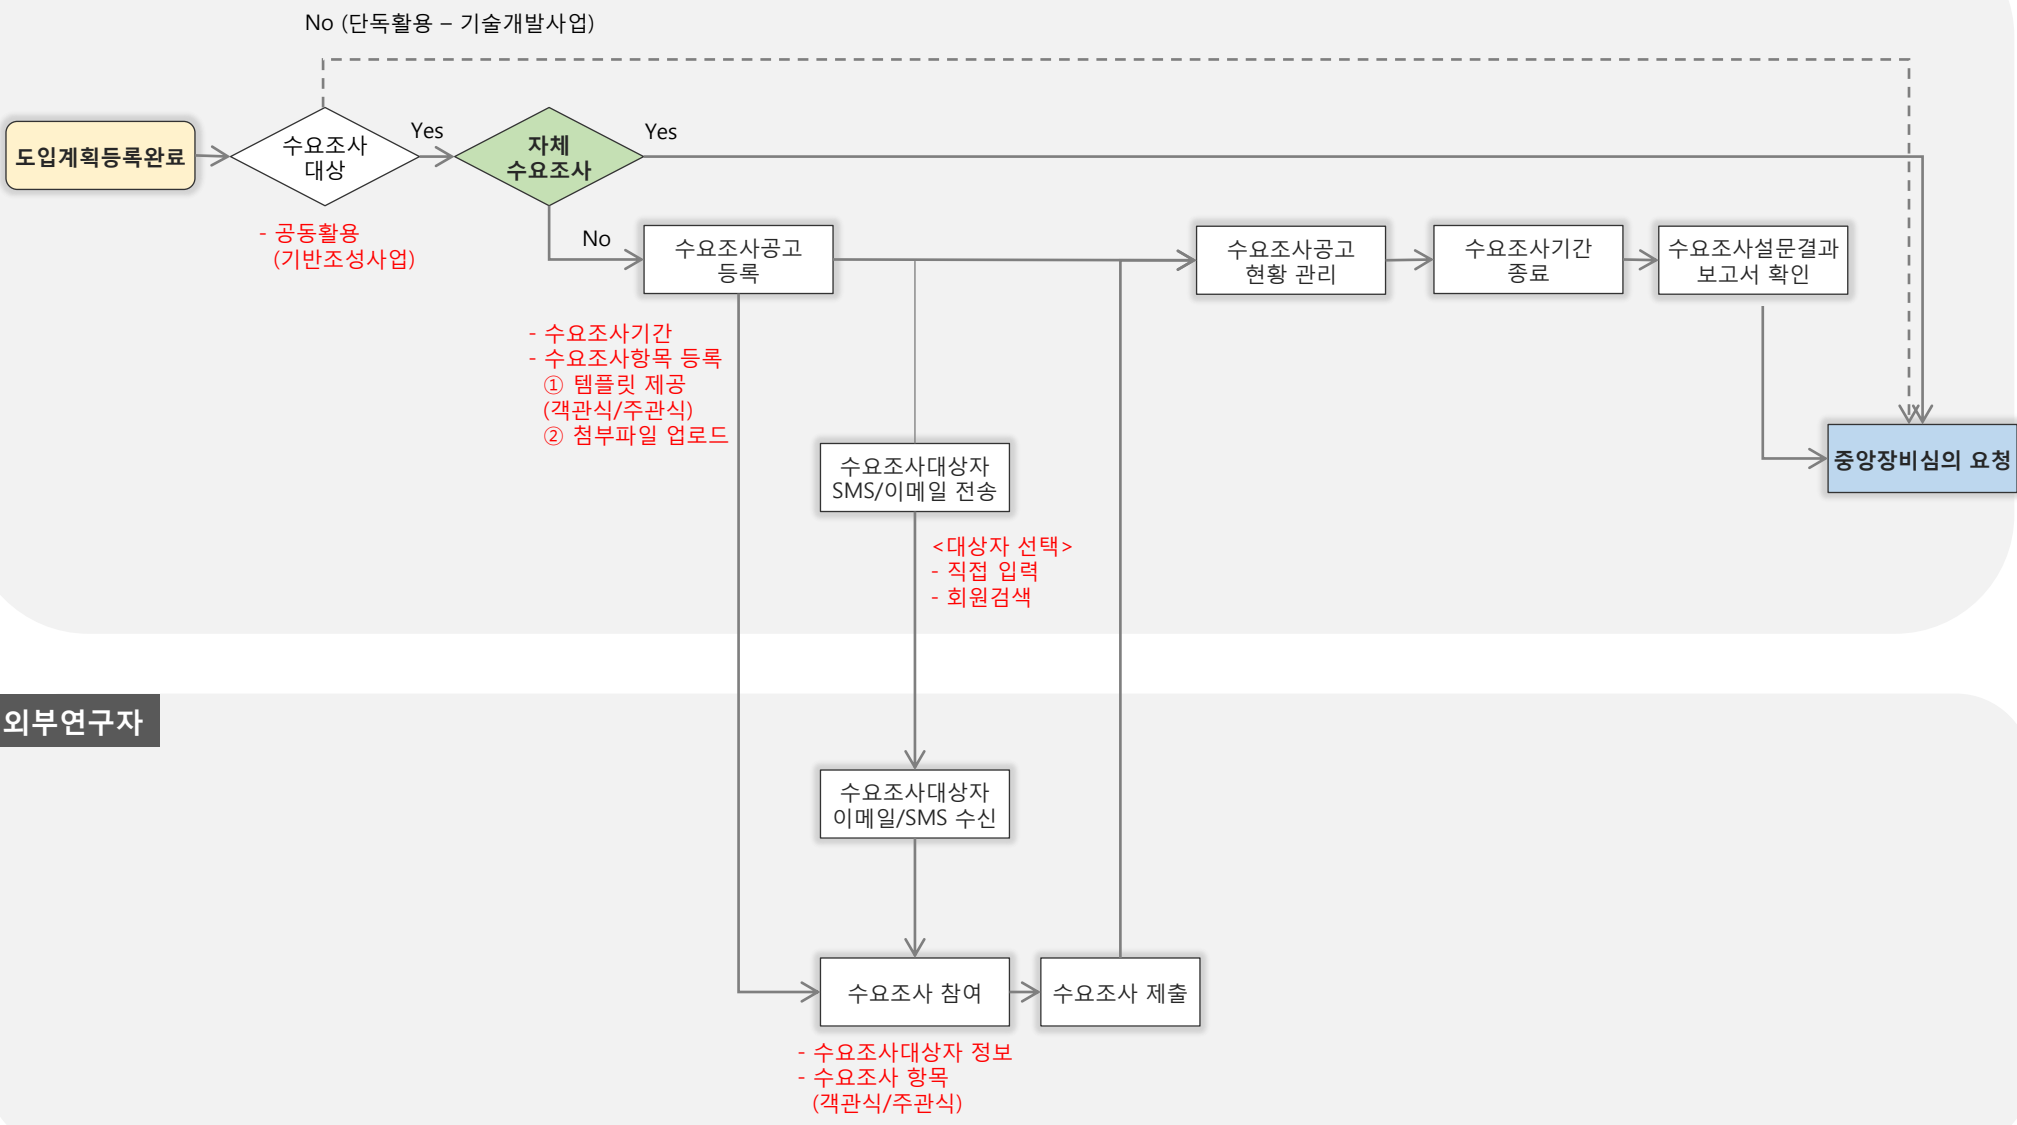 No (단독활용 – 기술개발사업)
도입계획등록완료
수요조사
대상
Yes
자체
수요조사
Yes
- 공동활용
(기반조성사업)
No
수요조사공고
등록
수요조사공고
현황 관리
수요조사기간
종료
수요조사설문결과
보고서 확인
- 수요조사기간
- 수요조사항목 등록
① 템플릿 제공
(객관식/주관식)
② 첨부파일 업로드
수요조사대상자
SMS/이메일 전송
중앙장비심의 요청
<대상자 선택>
- 직접 입력
- 회원검색
외부연구자
수요조사대상자
이메일/SMS 수신
수요조사 참여
수요조사 제출
- 수요조사대상자 정보
- 수요조사 항목
(객관식/주관식)